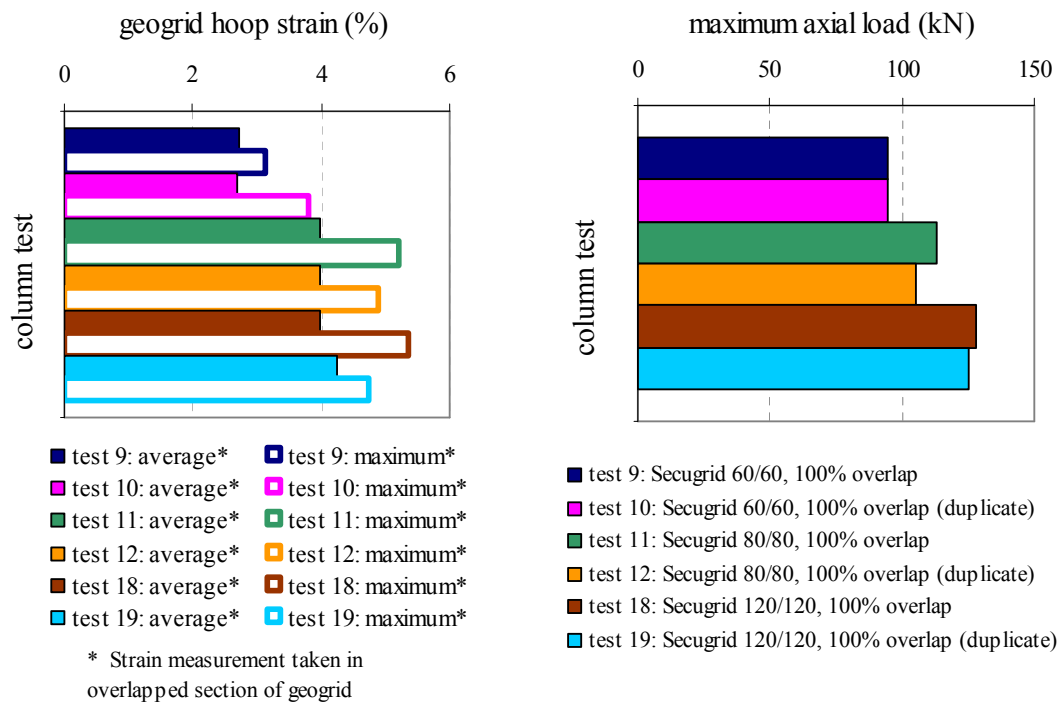 geogrid hoop strain (%)
0 2 4 6
column test
test 9: average* test 9: maximum*
test 10: average* test 10: maximum*
test 11: average* test 11: maximum*
test 12: average* test 12: maximum*
test 18: average* test 18: maximum*
test 19: average* test 19: maximum*
* Strain measurement taken in
overlapped section of geogrid
maximum axial load (kN)
0 50 100 150
column test
test 9: Secugrid 60/60, 100% overlap
test 10: Secugrid 60/60, 100% overlap (duplicate)
test 11: Secugrid 80/80, 100% overlap
test 12: Secugrid 80/80, 100% overlap (duplicate)
test 18: Secugrid 120/120, 100% overlap
test 19: Secugrid 120/120, 100% overlap (duplicate)